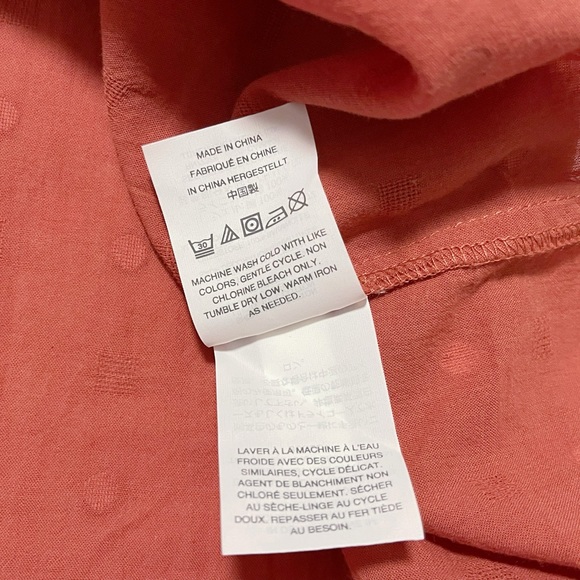 MADE IN CHINA
FABRIQUÉ EN CHINE
IN CHINA HERGESTELLT
中国製
30
MACHINE WASH COLD WITH LIKE
COLORS, GENTLE CYCLE. NON
CHLORINE BLEACH ONLY.
TUMBLE DRY LOW. WARM IRON
AS NEEDED.
LAVER À LA MACHINE À L'EAU
FROIDE AVEC DES COULEURS
SIMILAIRES, CYCLE DÉLICAT.
AGENT DE BLANCHIMENT NON
CHLORÉ SEULEMENT. SÉCHER
AU SÈCHE-LINGE AU CYCLE
DOUX. REPASSER AU FER TIÈDE
AU BESOIN.